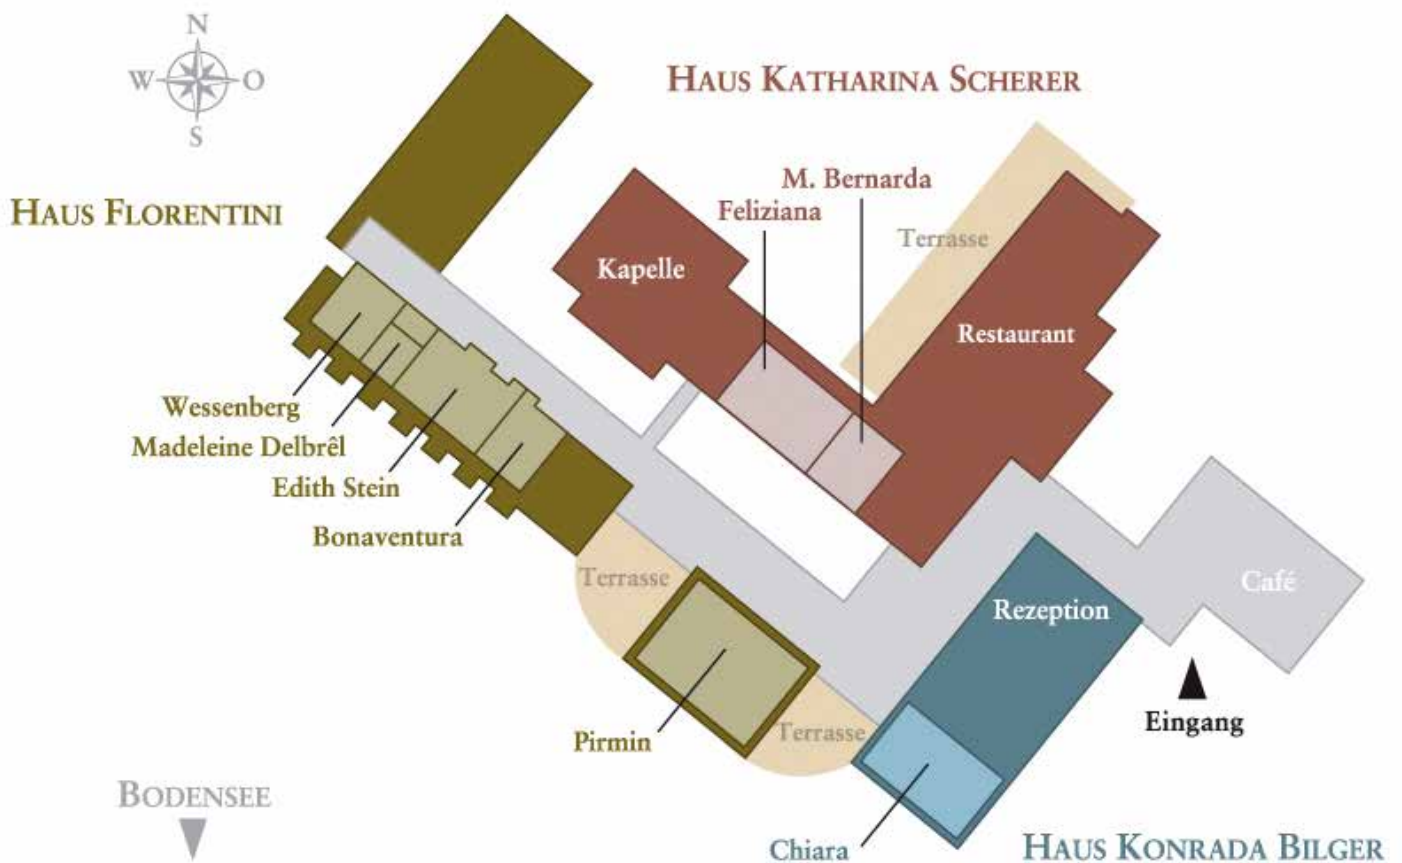 N
W
O
S
HAUS KATHARINA SCHERER
HAUS FLORENTINI
M. Bernarda
Feliziana
Terrasse
Kapelle
Restaurant
Wessenberg
Madeleine Delbrêl
Edith Stein
Bonaventura
Terrasse
Café
Rezeption
Eingang
Pirmin
Terrasse
BODENSEE
Chiara
HAUS KONRADA BILGER